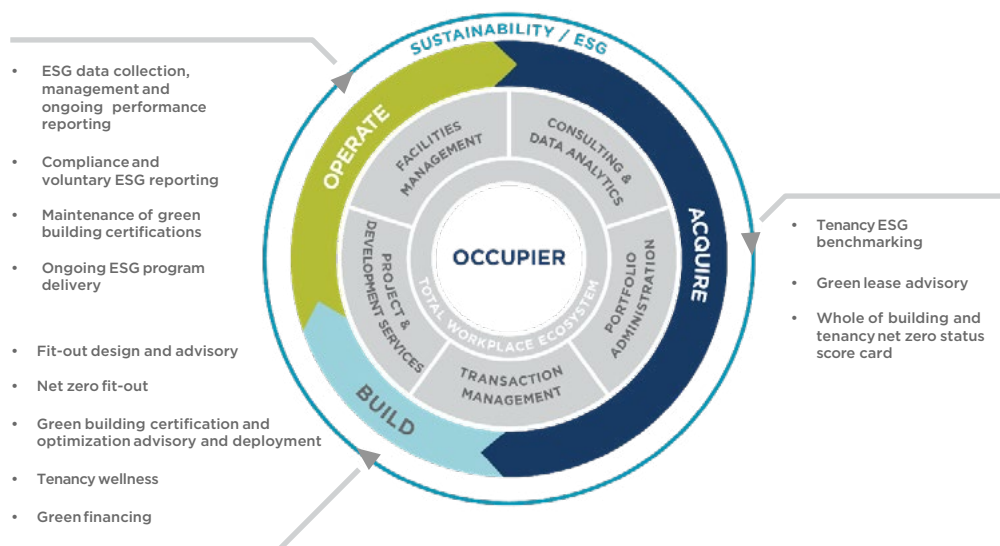 SUSTAINABILITY / ESG
• ESG data collection,
management and
ongoing performance
reporting
• Compliance and
voluntary ESG reporting
• Maintenance of green
building certifications
• Ongoing ESG program
delivery
• Fit-out design and advisory
• Net zero fit-out
• Green building certification and
optimization advisory and deployment
• Tenancy wellness
• Green financing
OPERATE
ACQUIRE
BUILD
FACILITIES
MANAGEMENT
CONSULTING &
DATA ANALYTICS
PORTFOLIO
ADMINISTRATION
TRANSACTION
MANAGEMENT
PROJECT &
DEVELOPMENT SERVICES
OCCUPIER
TOTAL WORKPLACE ECOSYSTEM
• Tenancy ESG
benchmarking
• Green lease advisory
• Whole of building and
tenancy net zero status
score card